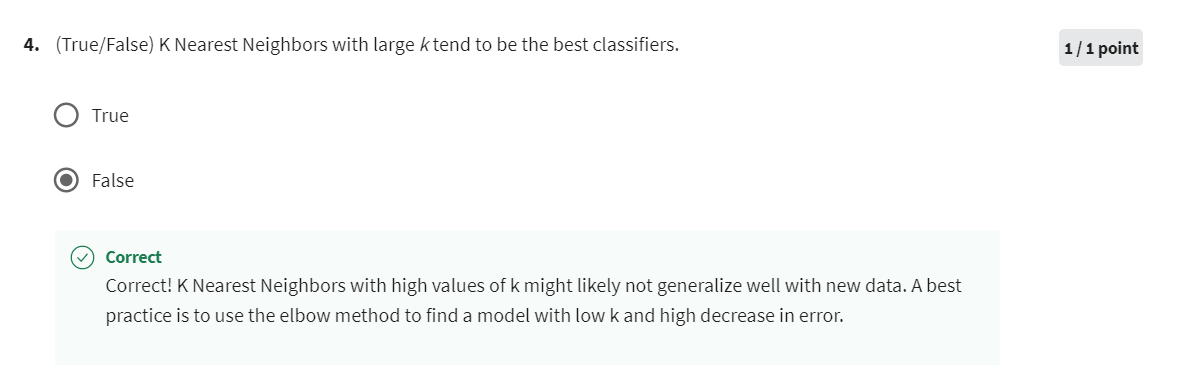 4. (True/False) K Nearest Neighbors with large k tend to be the best classifiers.
1 / 1 point
True
False
Correct
Correct! K Nearest Neighbors with high values of k might likely not generalize well with new data. A best
practice is to use the elbow method to find a model with low k and high decrease in error.